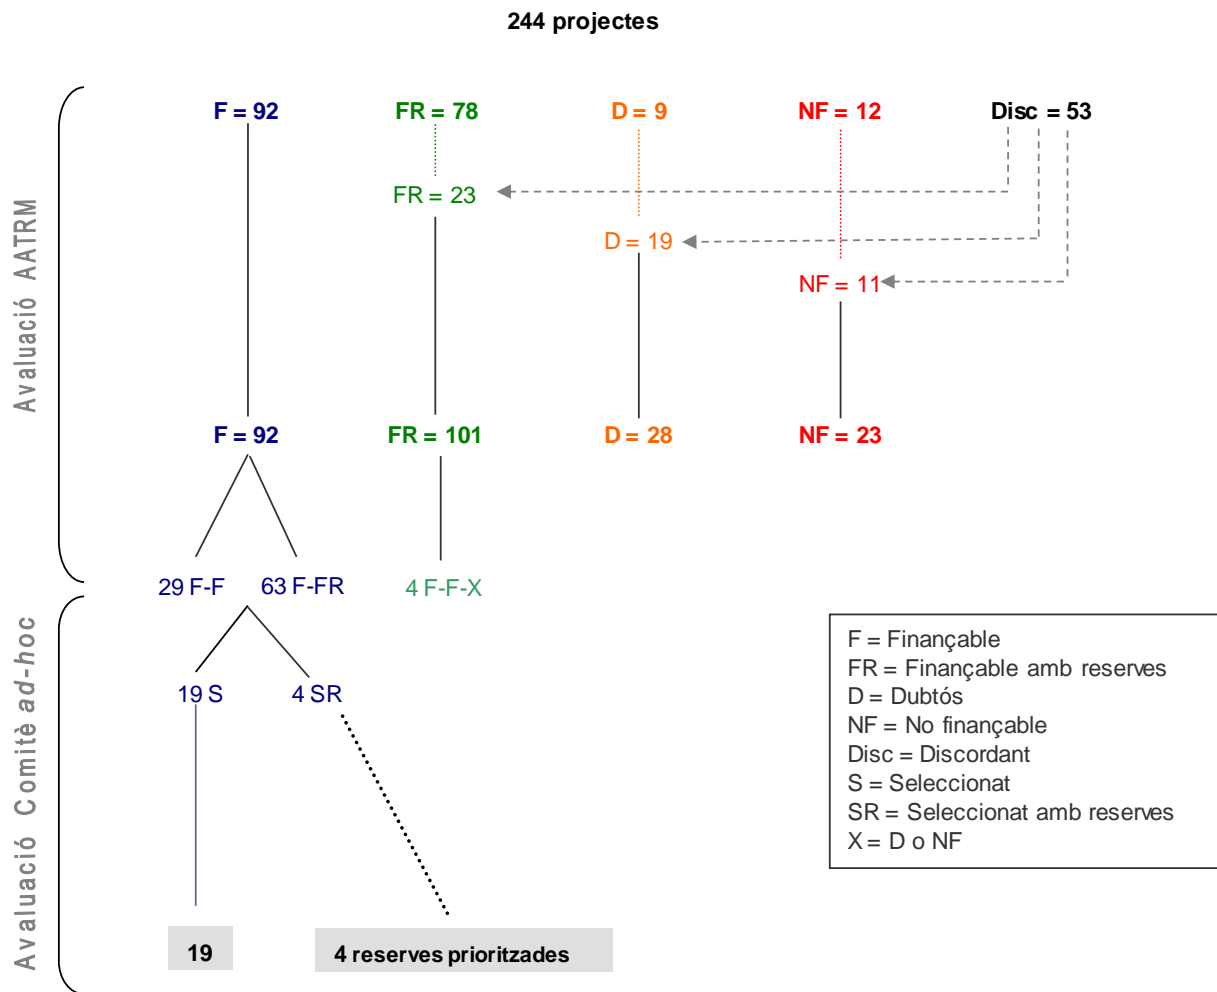 244 projectes
Avaluació AATRM
F = 92
FR = 78
D = 9
NF = 12
Disc = 53
FR = 23
D = 19
NF = 11
F = 92
FR = 101
D = 28
NF = 23
29 F-F
63 F-FR
4 F-F-X
Avaluació Comitè ad-hoc
19 S
4 SR
19
4 reserves prioritzades
F = Finançable
FR = Finançable amb reserves
D = Dubtós
NF = No finançable
Disc = Discordant
S = Seleccionat
SR = Seleccionat amb reserves
X = D o NF